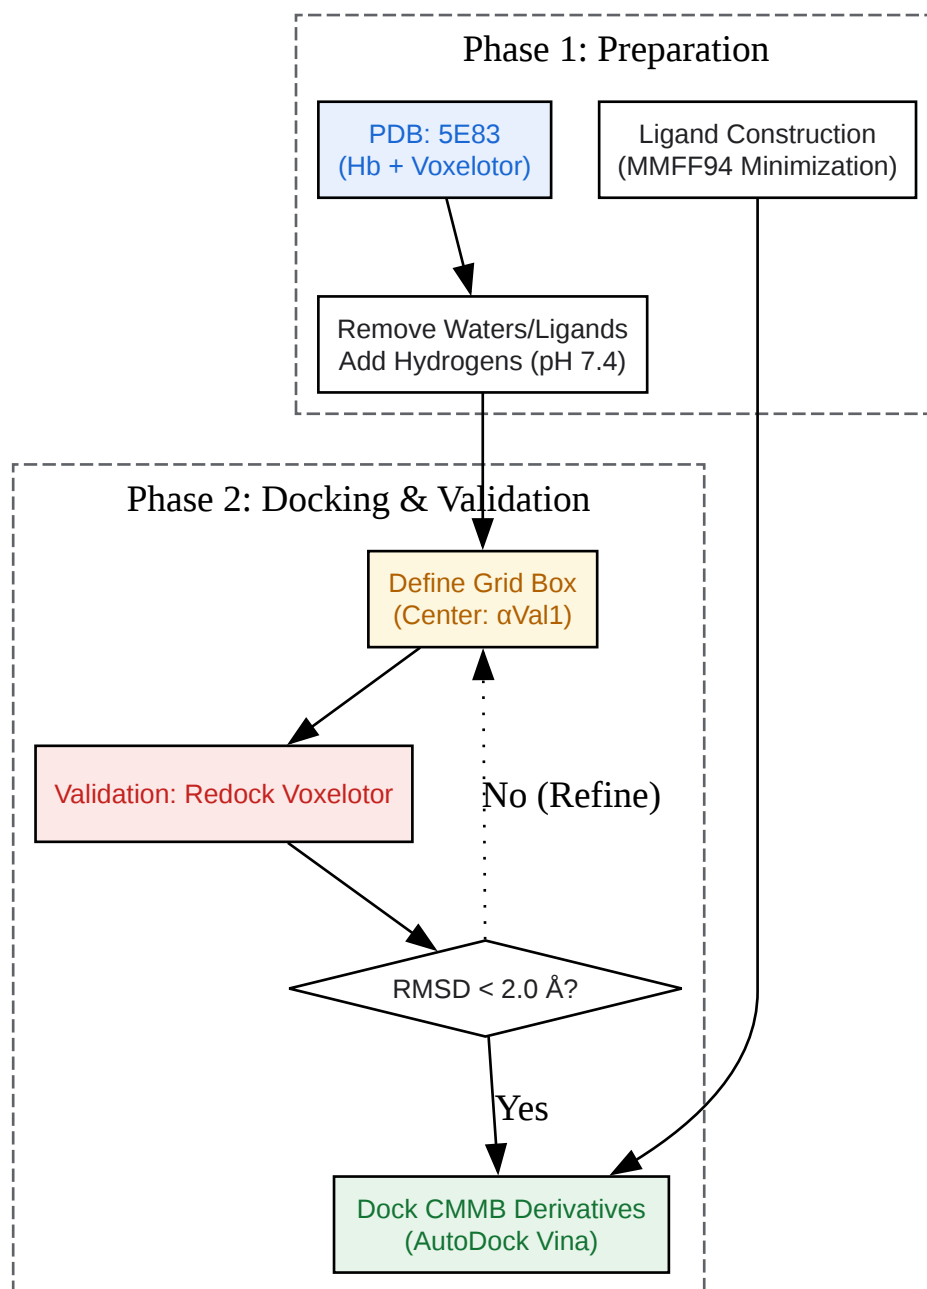 Phase 1: Preparation
PDB: 5E83
(Hb + Voxelotor)
Ligand Construction
(MMFF94 Minimization)
Remove Waters/Ligands
Add Hydrogens (pH 7.4)
Phase 2: Docking & Validation
Define Grid Box
(Center: αVal1)
Validation: Redock Voxelotor
No (Refine)
RMSD < 2.0 Å?
Yes
Dock CMMB Derivatives
(AutoDock Vina)